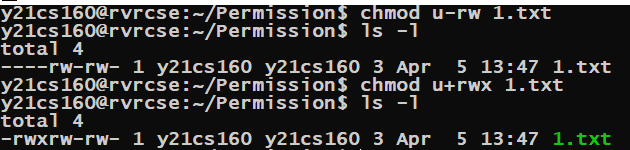 y21cs160@rvrcse:~/Permission$ chmod u-rw 1.txt
y21cs160@rvrcse:~/Permission$ ls -l
total 4
----rw-rw- 1 y21cs160 y21cs160 3 Apr  5 13:47 1.txt
y21cs160@rvrcse:~/Permission$ chmod u+rwx 1.txt
y21cs160@rvrcse:~/Permission$ ls -l
total 4
-rwxrw-rw- 1 y21cs160 y21cs160 3 Apr  5 13:47 1.txt